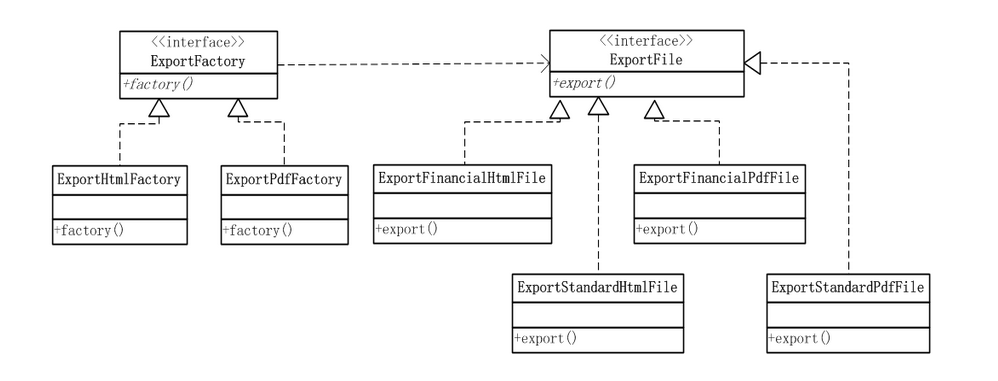 <<interface>>
ExportFactory
+factory()
<<interface>>
ExportFile
+export()
ExportHtmlFactory
+factory()
ExportPdfFactory
+factory()
ExportFinancialHtmlFile
+export()
ExportFinancialPdfFile
+export()
ExportStandardHtmlFile
+export()
ExportStandardPdfFile
+export()